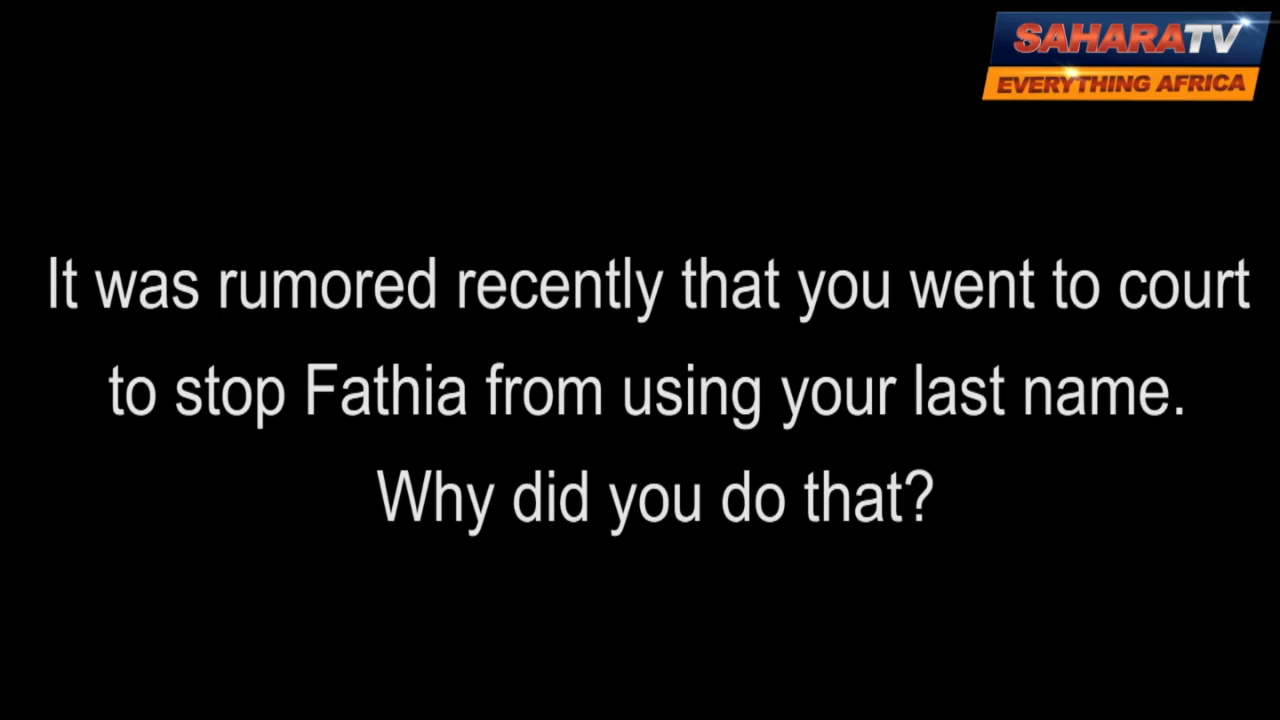 SAHARATV
EVERYTHING AFRICA
It was rumored recently that you went to court
to stop Fathia from using your last name.
Why did you do that?